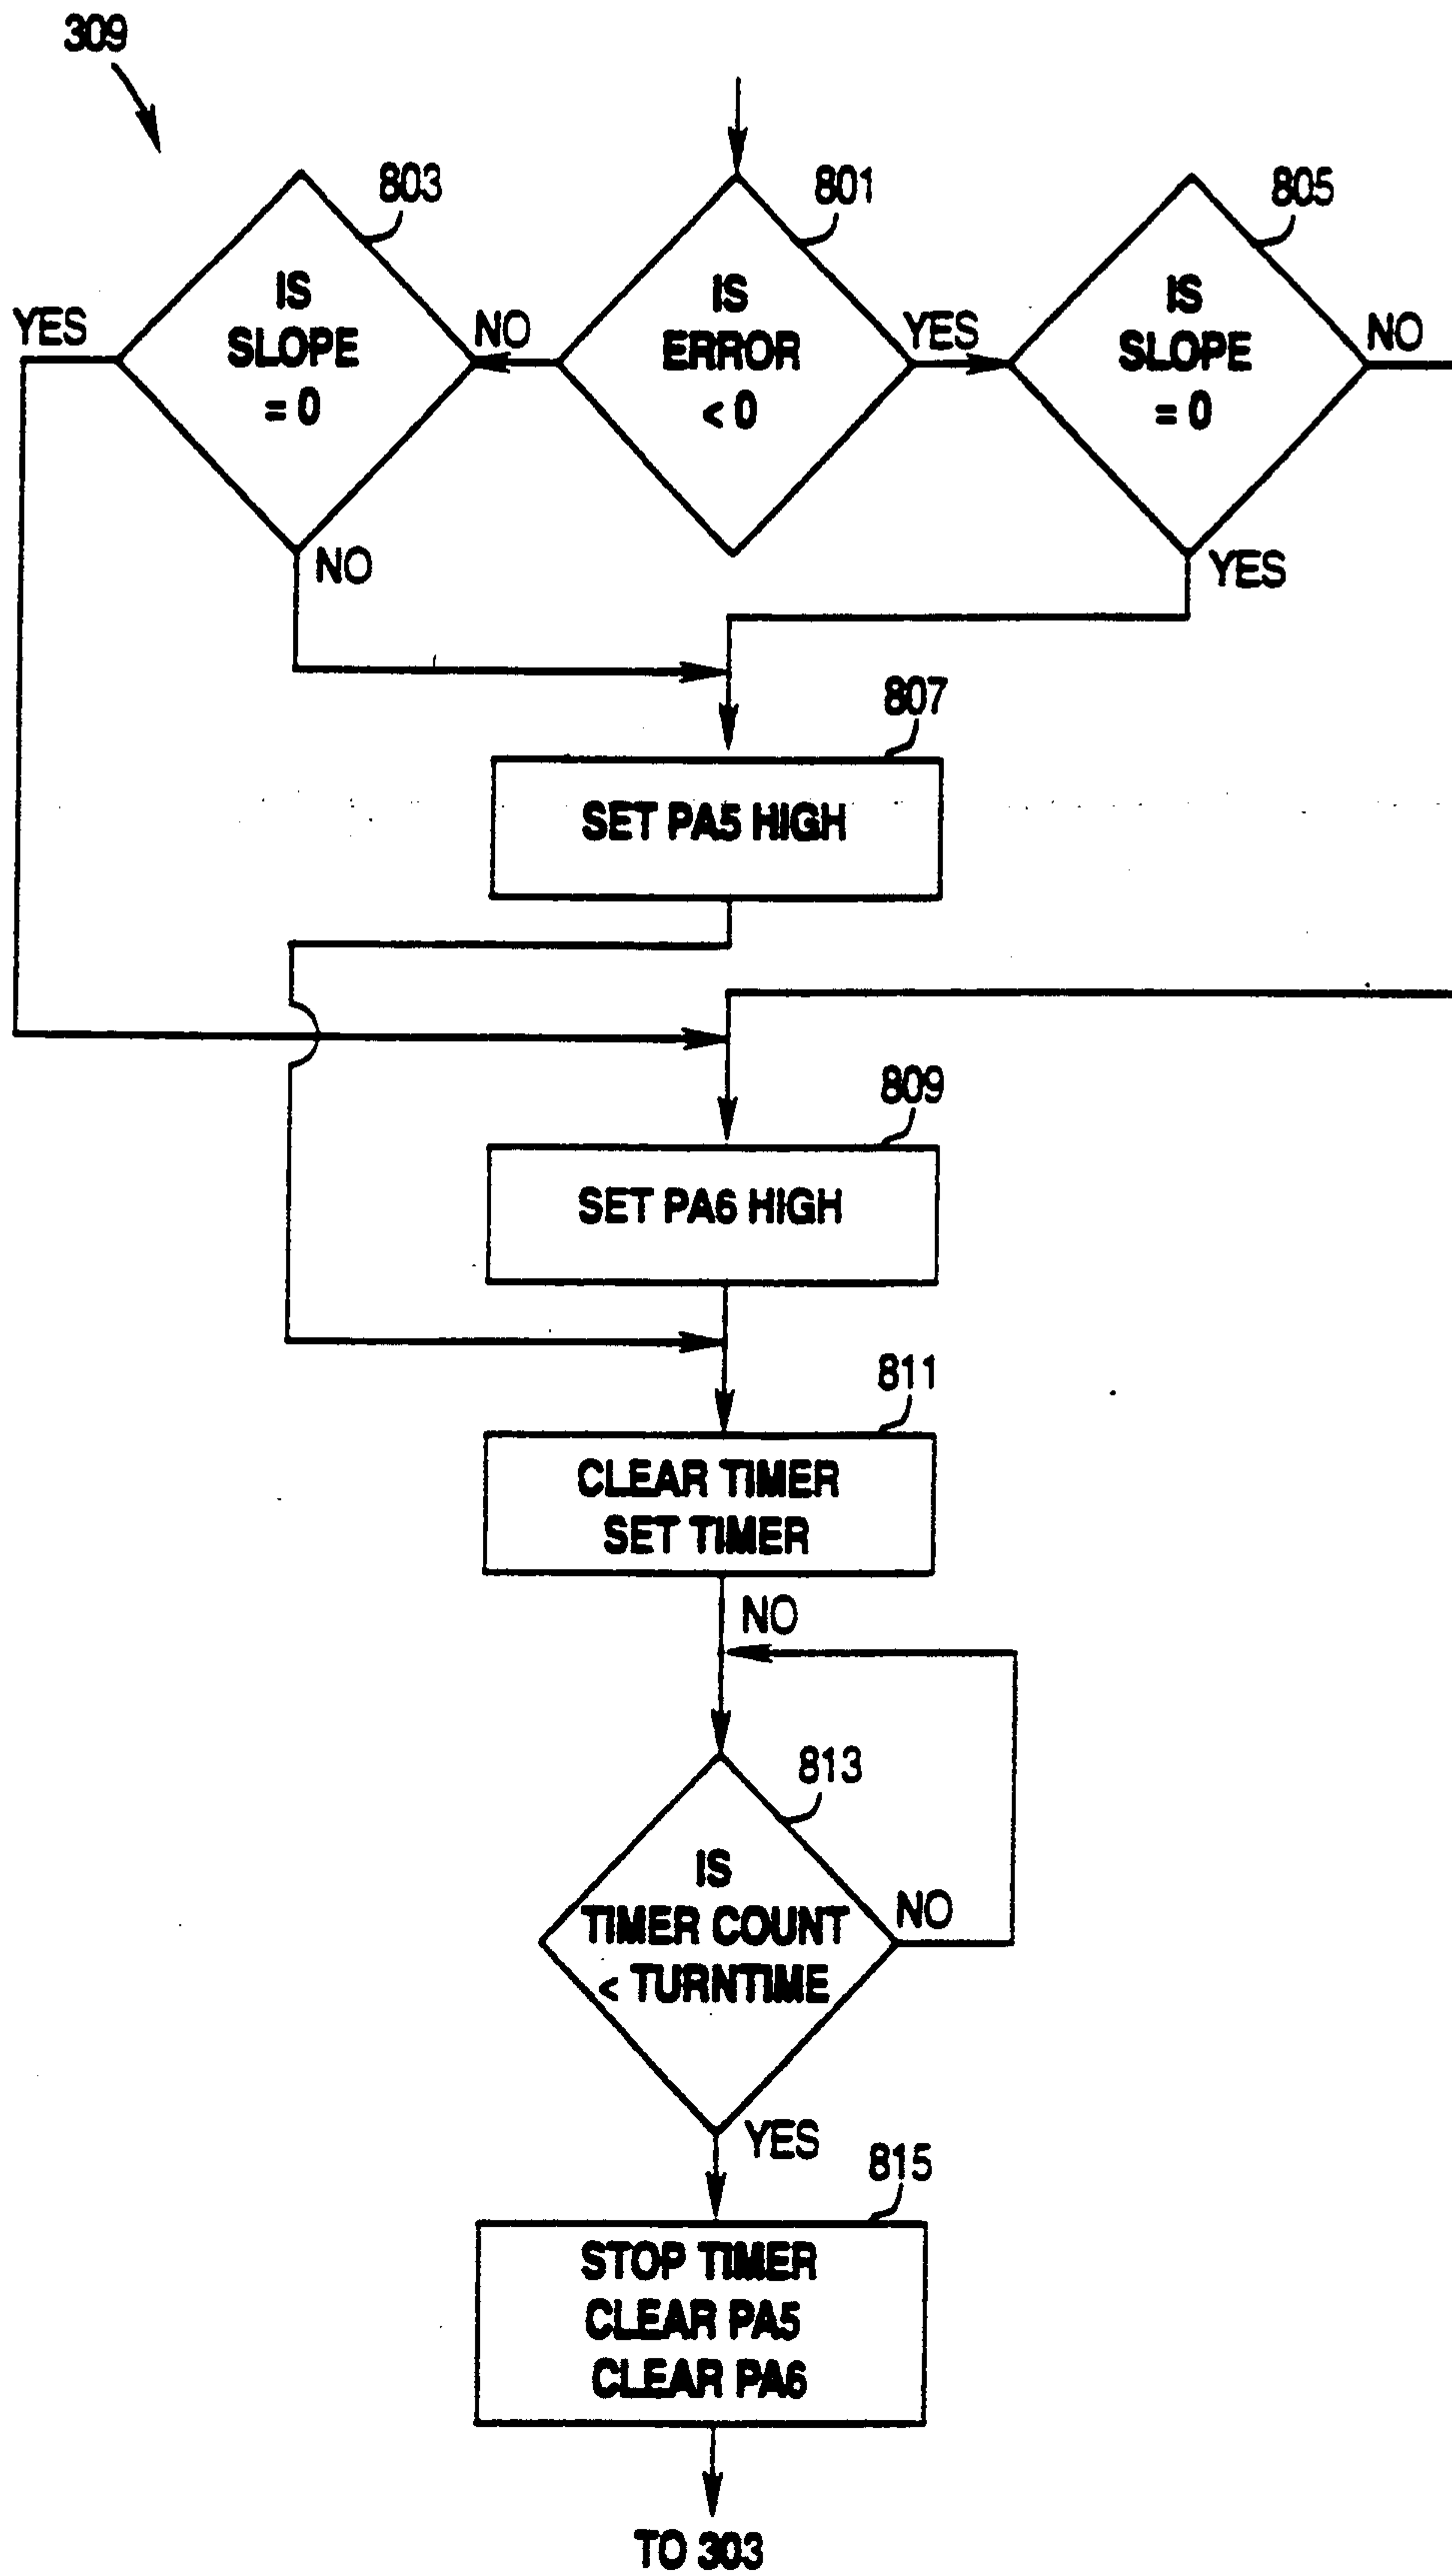 309
803
801
805
IS
SLOPE
= 0
IS
ERROR
< 0
IS
SLOPE
= 0
YES
NO
YES
NO
NO
YES
807
SET PA5 HIGH
809
SET PA6 HIGH
811
CLEAR TIMER
SET TIMER
NO
813
IS
TIMER COUNT
< TURNTIME
NO
YES
815
STOP TIMER
CLEAR PA5
CLEAR PA6
TO 303